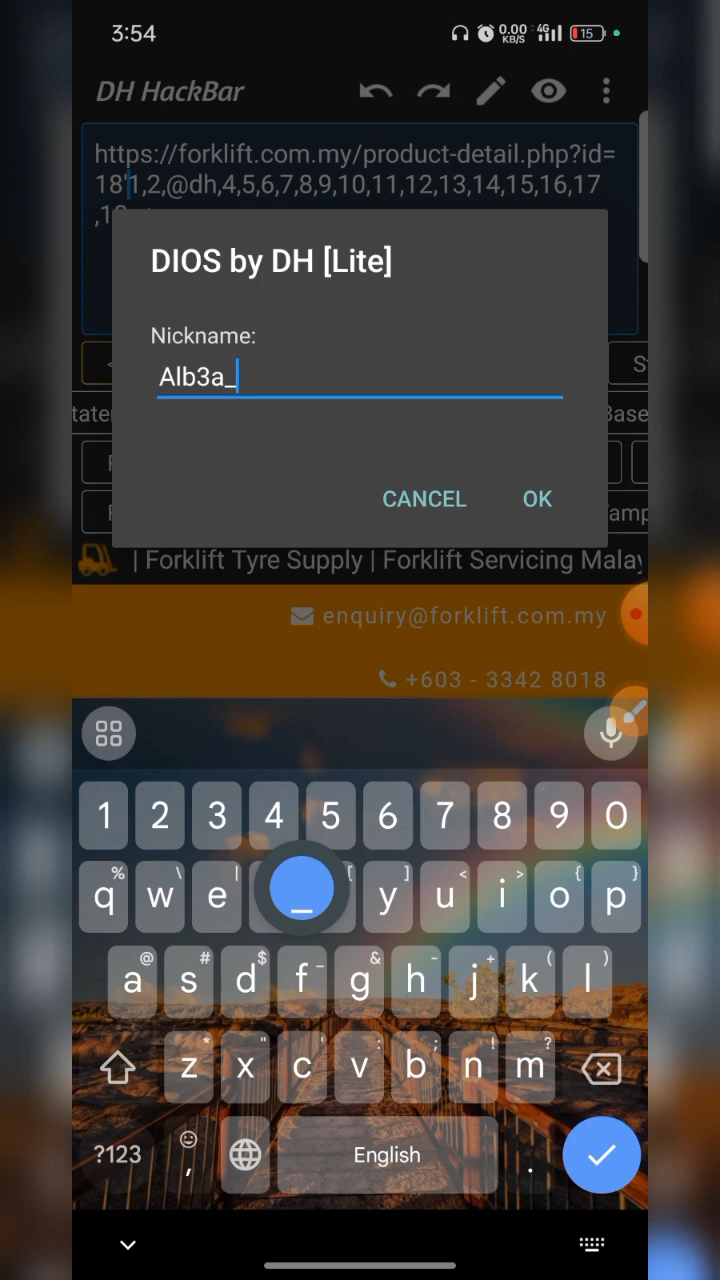 3:54
0.00 KB/S 4G 15
DH HackBar
https://forklift.com.my/product-detail.php?id=
18'1,2,@dh,4,5,6,7,8,9,10,11,12,13,14,15,16,17
DIOS by DH [Lite]
Nickname:
Alb3a_
CANCEL OK
| Forklift Tyre Supply | Forklift Servicing Malay
enquiry@forklift.com.my
+603 - 3342 8018
1 2 3 4 5 6 7 8 9 0
% \ | [ ] < > { }
q w e _ y u i o p
@ # $ _ & - + ( )
a s d f g h j k l
* " ' : ; ! ?
z x c v b n m
?123 , English .